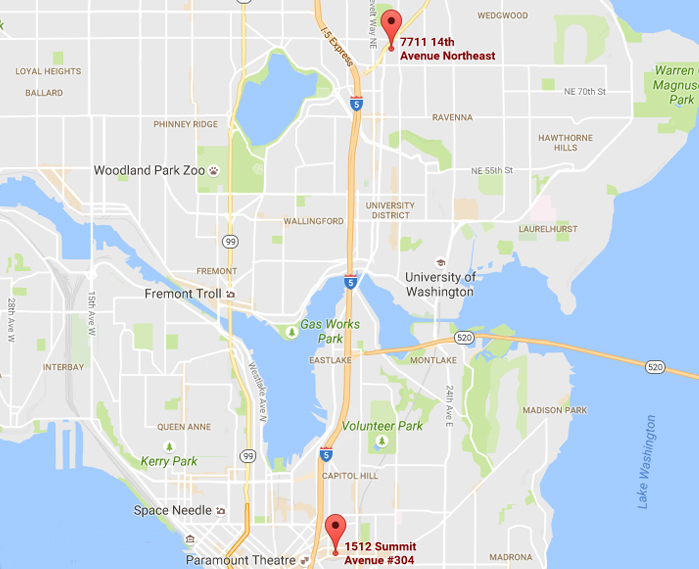 WEDGWOOD
evelt Way NE
I-5 Express
7711 14th
Avenue Northeast
LOYAL HEIGHTS
BALLARD
Warren
Magnus
Park
NE 70th St
5
PHINNEY RIDGE
RAVENNA
HAWTHORNE
HILLS
Woodland Park Zoo
NE 55th St
UNIVERSITY
DISTRICT
WALLINGFORD
LAURELHURST
99
FREMONT
University of
Washington
5
Fremont Troll
28th Ave W
15th Ave W
Gas Works
Park
520
EASTLAKE
MONTLAKE
520
INTERBAY
Westlake Ave N
24th Ave E
MADISON PARK
QUEEN ANNE
Volunteer Park
Lake Washington
Kerry Park
99
5
CAPITOL HILL
Space Needle
1512 Summit
Avenue #304
Paramount Theatre
MADRONA